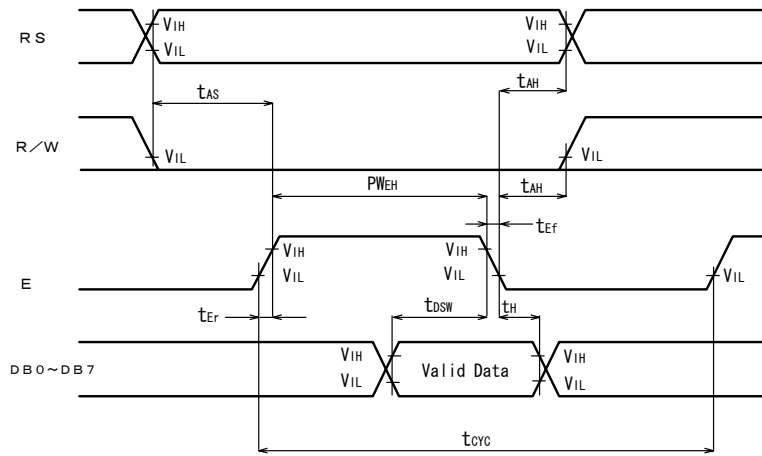 RS
VIH
VIL
VIH
VIL
tAS
tAH
R/W
VIL
VIL
PWEH
tAH
tEf
E
VIH
VIL
VIH
VIL
VIL
tEr
tDSW
tH
DB0~DB7
VIH
VIL
Valid Data
VIH
VIL
tCYC